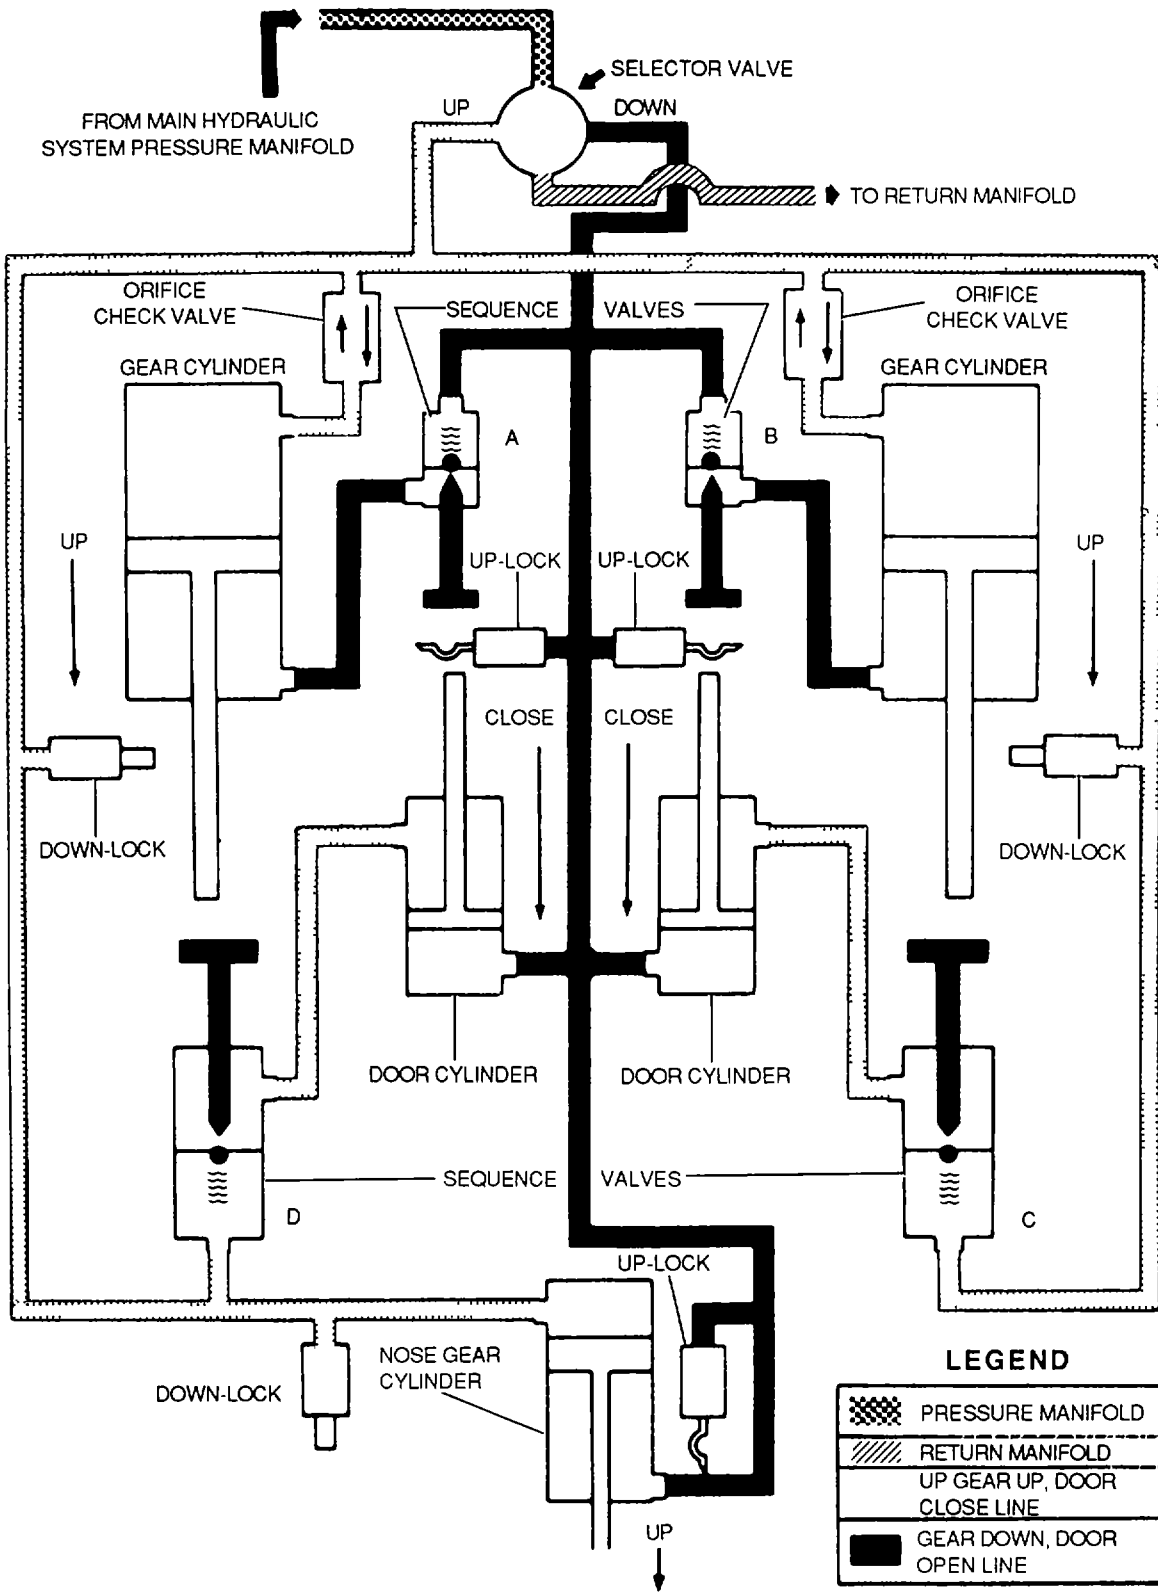 SELECTOR VALVE
UP
DOWN
FROM MAIN HYDRAULIC
SYSTEM PRESSURE MANIFOLD
TO RETURN MANIFOLD
ORIFICE
CHECK VALVE
SEQUENCE
VALVES
ORIFICE
CHECK VALVE
GEAR CYLINDER
GEAR CYLINDER
A
B
UP
UP-LOCK
UP-LOCK
UP
CLOSE
CLOSE
DOWN-LOCK
DOWN-LOCK
DOOR CYLINDER
DOOR CYLINDER
SEQUENCE
VALVES
D
C
UP-LOCK
NOSE GEAR
CYLINDER
DOWN-LOCK
UP
LEGEND
PRESSURE MANIFOLD
RETURN MANIFOLD
UP GEAR UP, DOOR
CLOSE LINE
GEAR DOWN, DOOR
OPEN LINE